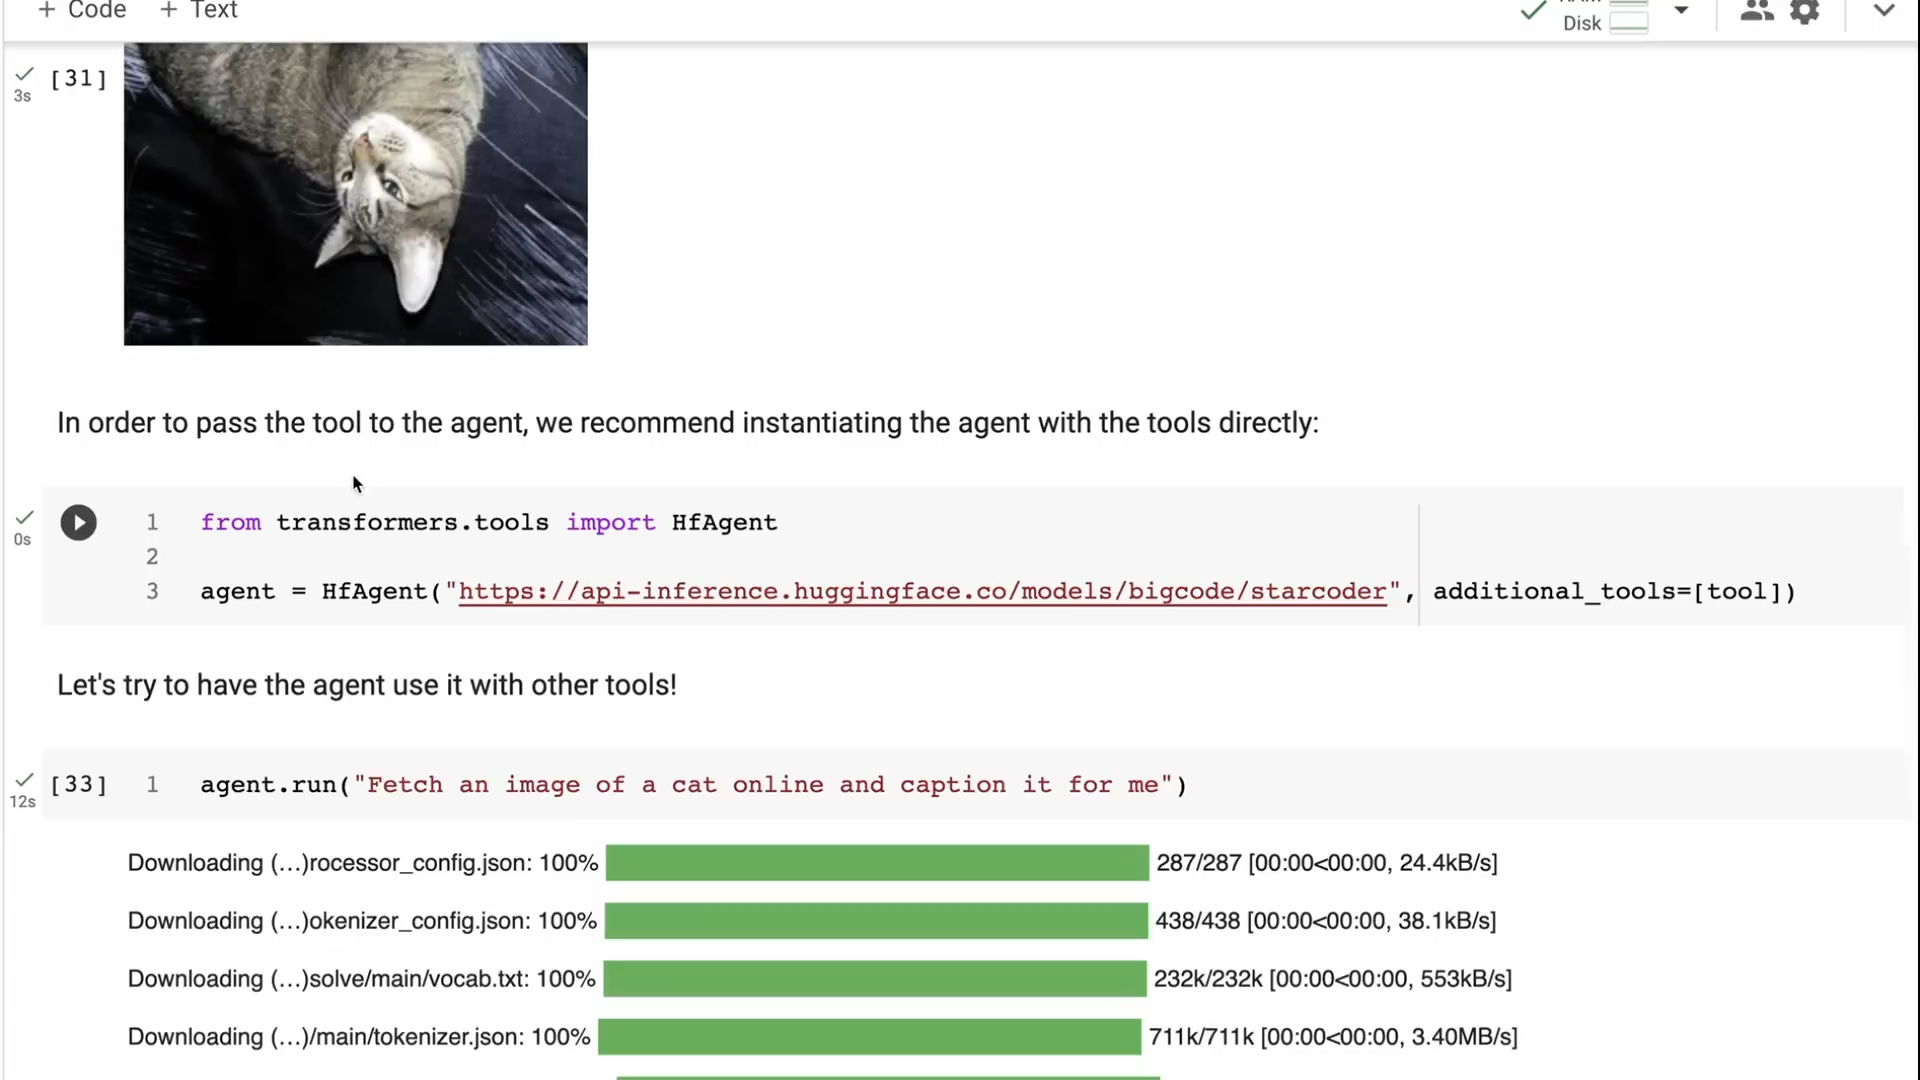 + Code + Text
Disk
[31]
3s
In order to pass the tool to the agent, we recommend instantiating the agent with the tools directly:
0s
1 from transformers.tools import HfAgent
2
3 agent = HfAgent("https://api-inference.huggingface.co/models/bigcode/starcoder", additional_tools=[tool])
Let's try to have the agent use it with other tools!
[33] 1 agent.run("Fetch an image of a cat online and caption it for me")
12s
Downloading (…)rocessor_config.json: 100% 287/287 [00:00<00:00, 24.4kB/s]
Downloading (…)okenizer_config.json: 100% 438/438 [00:00<00:00, 38.1kB/s]
Downloading (…)solve/main/vocab.txt: 100% 232k/232k [00:00<00:00, 553kB/s]
Downloading (…)/main/tokenizer.json: 100% 711k/711k [00:00<00:00, 3.40MB/s]